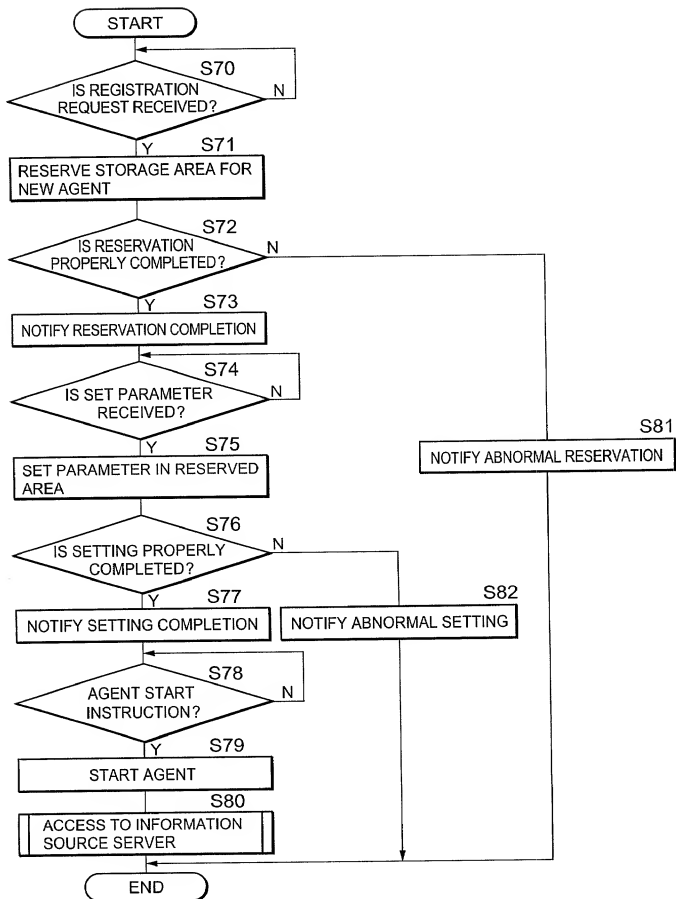 START
S70
IS REGISTRATION
REQUEST RECEIVED?
N
Y
S71
RESERVE STORAGE AREA FOR
NEW AGENT
S72
IS RESERVATION
PROPERLY COMPLETED?
N
Y
S73
NOTIFY RESERVATION COMPLETION
S74
IS SET PARAMETER
RECEIVED?
N
Y
S75
SET PARAMETER IN RESERVED
AREA
S81
NOTIFY ABNORMAL RESERVATION
S76
IS SETTING PROPERLY
COMPLETED?
N
Y
S77
NOTIFY SETTING COMPLETION
S82
NOTIFY ABNORMAL SETTING
S78
AGENT START
INSTRUCTION?
N
Y
S79
START AGENT
S80
ACCESS TO INFORMATION
SOURCE SERVER
END